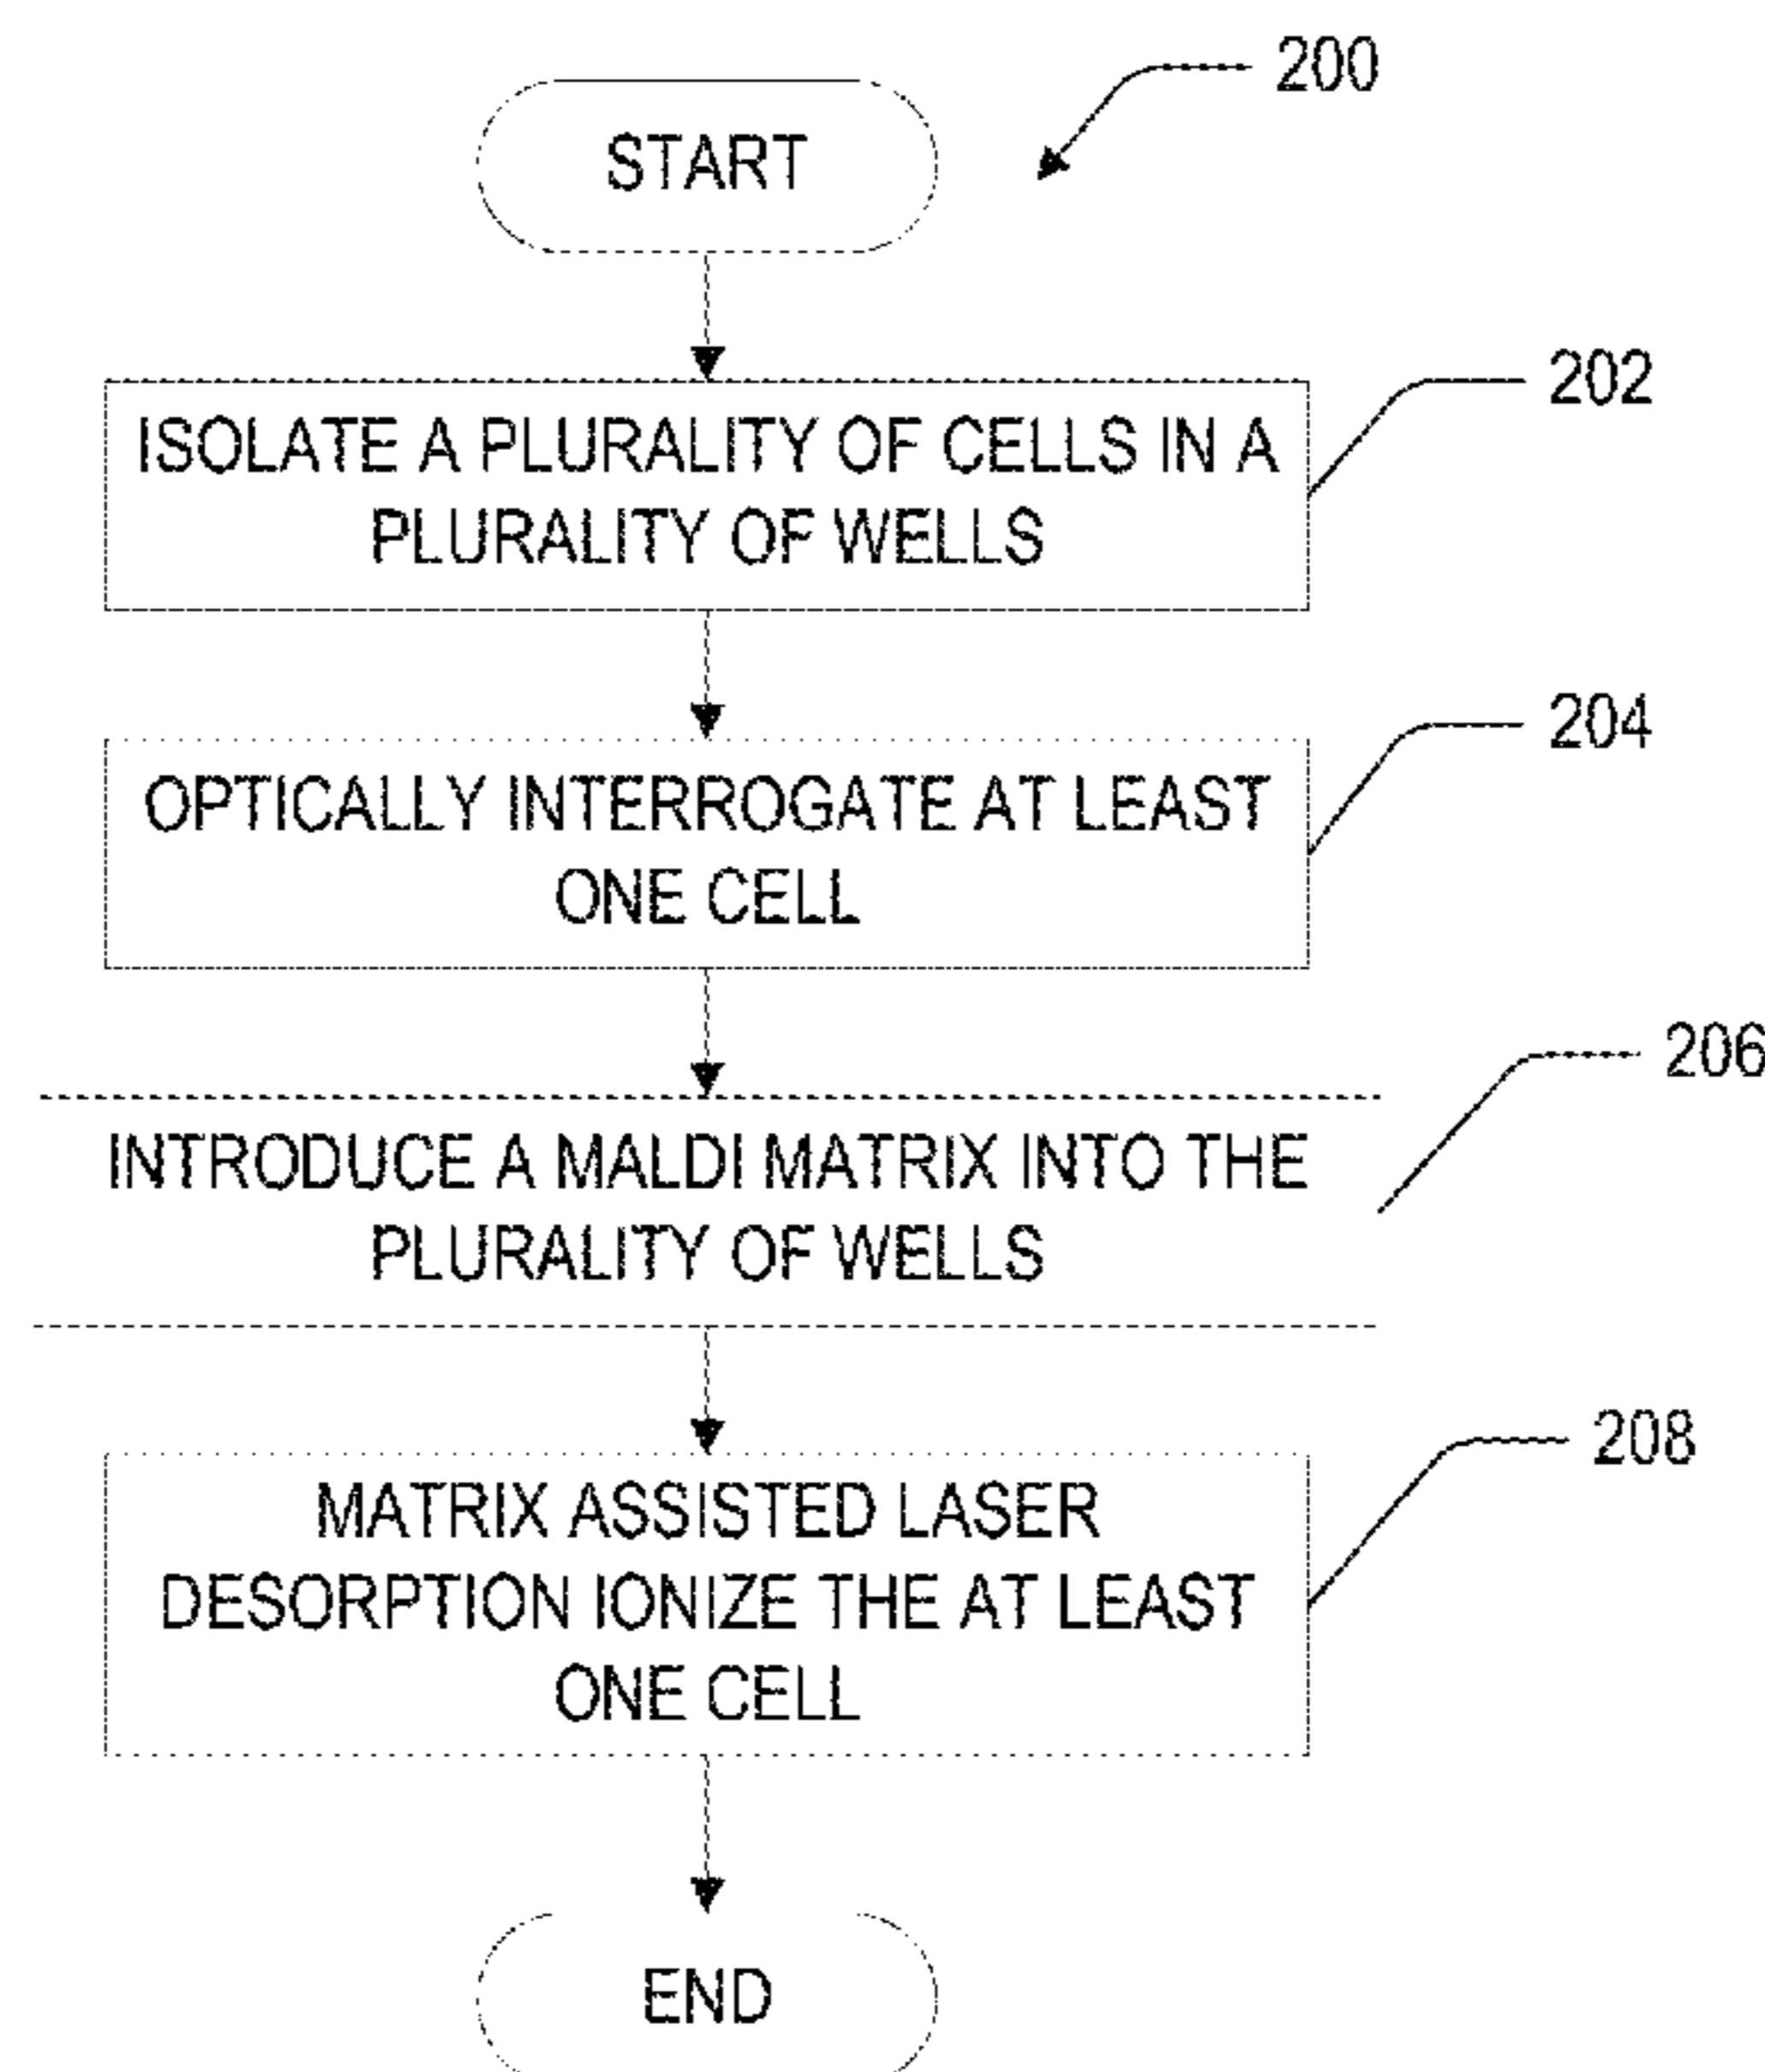 200
START
202
ISOLATE A PLURALITY OF CELLS IN A
PLURALITY OF WELLS
204
OPTICALLY INTERROGATE AT LEAST
ONE CELL
206
INTRODUCE A MALDI MATRIX INTO THE
PLURALITY OF WELLS
208
MATRIX ASSISTED LASER
DESORPTION IONIZE THE AT LEAST
ONE CELL
END